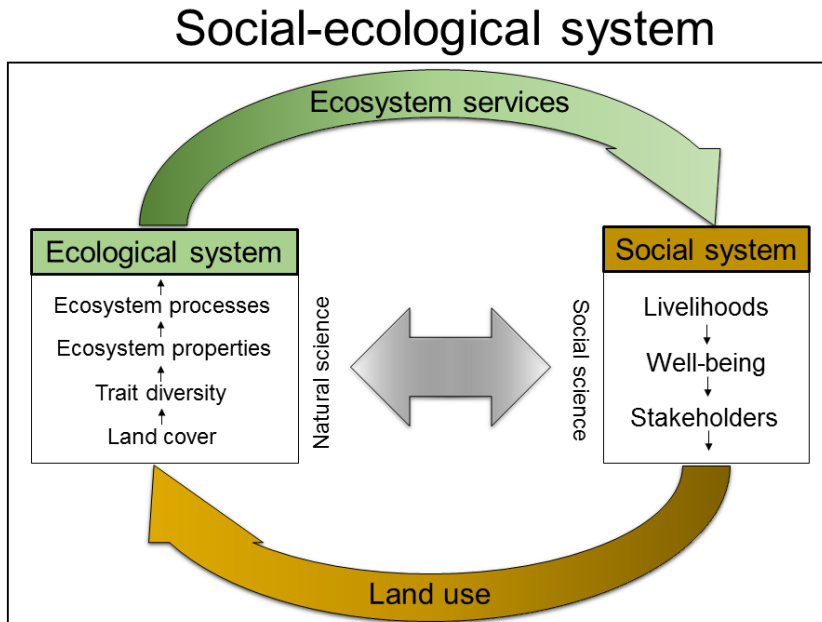 Social-ecological system
Ecosystem services
Ecological system
Ecosystem processes
Ecosystem properties
Trait diversity
Land cover
Natural science
Social science
Social system
Livelihoods
Well-being
Stakeholders
Land use